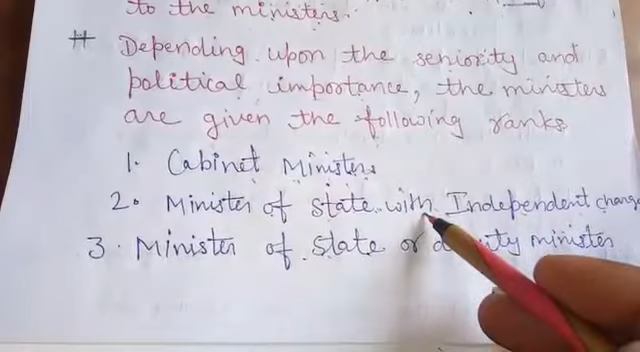 to the ministers.
# Depending upon the seniority and
political importance, the ministers
are given the following ranks
1. Cabinet Ministers
2. Minister of State with Independent charge
3. Minister of State or deputy minister